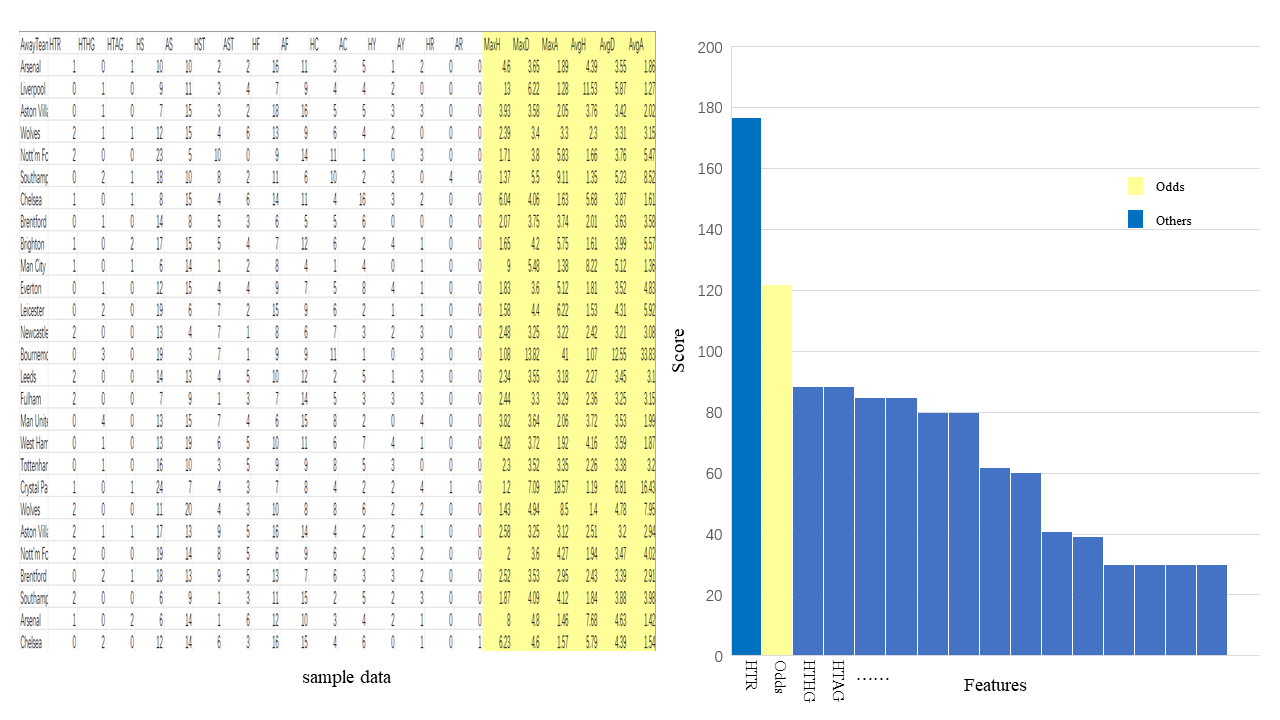 AwayTeam HTR HTHG HTAG HS AS HST AST HF AF HC AC HY AY HR AR MaxH MaxD MaxA AvgH AvgD AvgA
Arsenal 1 0 1 10 10 2 2 16 11 3 5 1 2 0 0 4.6 3.65 1.89 4.39 3.55 1.86
Liverpool 0 1 0 9 11 3 4 7 9 4 4 2 0 0 0 13 6.22 1.28 11.53 5.87 1.27
Aston Villa 0 1 0 7 15 3 2 18 16 5 5 3 3 0 0 3.93 3.58 2.05 3.76 3.42 2.02
Wolves 2 1 1 12 15 4 6 13 9 6 4 2 0 0 0 2.39 3.4 3.3 2.3 3.31 3.15
Nott'm Fo 2 0 0 23 5 10 0 9 14 11 1 0 3 0 0 1.71 3.8 5.83 1.66 3.76 5.47
Southamp 0 2 1 18 10 8 2 11 6 10 2 3 0 4 0 1.37 5.5 9.11 1.35 5.23 8.52
Chelsea 1 0 1 8 15 4 6 14 11 4 16 3 2 0 0 6.04 4.06 1.63 5.68 3.87 1.61
Brentford 0 1 0 14 8 5 3 6 5 5 6 0 0 0 0 2.07 3.75 3.74 2.01 3.63 3.58
Brighton 1 0 2 17 15 5 4 7 12 6 2 4 1 0 0 1.65 4.2 5.75 1.61 3.99 5.57
Man City 1 0 1 6 14 1 2 8 4 1 4 0 1 0 0 9 5.48 1.38 8.22 5.12 1.36
Everton 0 1 0 12 15 4 4 9 7 5 8 4 1 0 0 1.83 3.6 5.12 1.81 3.52 4.83
Leicester 0 2 0 19 6 7 2 15 9 6 2 1 1 0 0 1.58 4.4 6.22 1.53 4.31 5.92
Newcastle 2 0 0 13 4 7 1 8 6 7 3 2 3 0 0 2.48 3.25 3.22 2.42 3.21 3.08
Bournemo 0 3 0 19 3 7 1 9 9 11 1 0 3 0 0 1.08 13.82 41 1.07 12.55 33.83
Leeds 2 0 0 14 13 4 5 10 12 2 5 1 3 0 0 2.34 3.55 3.18 2.27 3.45 3.1
Fulham 2 0 0 7 9 1 3 7 14 5 3 3 3 0 0 2.44 3.3 3.29 2.36 3.25 3.15
Man Unite 0 4 0 13 15 7 4 6 15 8 2 0 4 0 0 3.82 3.64 2.06 3.72 3.53 1.99
West Ham 0 1 0 13 19 6 5 10 11 6 7 4 1 0 0 4.28 3.72 1.92 4.16 3.59 1.87
Tottenhar 0 1 0 16 10 3 5 9 9 8 5 3 0 0 0 2.3 3.52 3.35 2.26 3.38 3.2
Crystal Pa 1 0 1 24 7 4 3 7 8 4 2 2 4 1 0 1.2 7.09 18.57 1.19 6.81 16.43
Wolves 2 0 0 11 20 4 3 10 8 8 6 2 2 0 0 1.43 4.94 8.5 1.4 4.78 7.95
Aston Villa 2 1 1 17 13 9 5 16 14 4 2 2 1 0 0 2.58 3.25 3.12 2.51 3.2 2.94
Nott'm Fo 2 0 0 19 14 8 5 6 9 6 2 3 2 0 0 2 3.6 4.27 1.94 3.47 4.02
Brentford 0 2 1 18 13 9 5 13 7 6 3 3 2 0 0 2.52 3.53 2.95 2.43 3.39 2.91
Southamp 2 0 0 6 9 1 3 11 15 2 5 2 3 0 0 1.87 4.09 4.12 1.84 3.88 3.98
Arsenal 1 0 2 6 14 1 6 12 10 3 4 2 1 0 0 8 4.8 1.46 7.68 4.63 1.42
Chelsea 0 2 0 12 14 6 3 16 15 4 6 0 1 0 1 6.23 4.6 1.57 5.79 4.39 1.54
sample data
200
180
160
140
120
100
80
60
40
20
0
Score
Odds
Others
HTR
Odds
HTHG
HTAG
……
Features